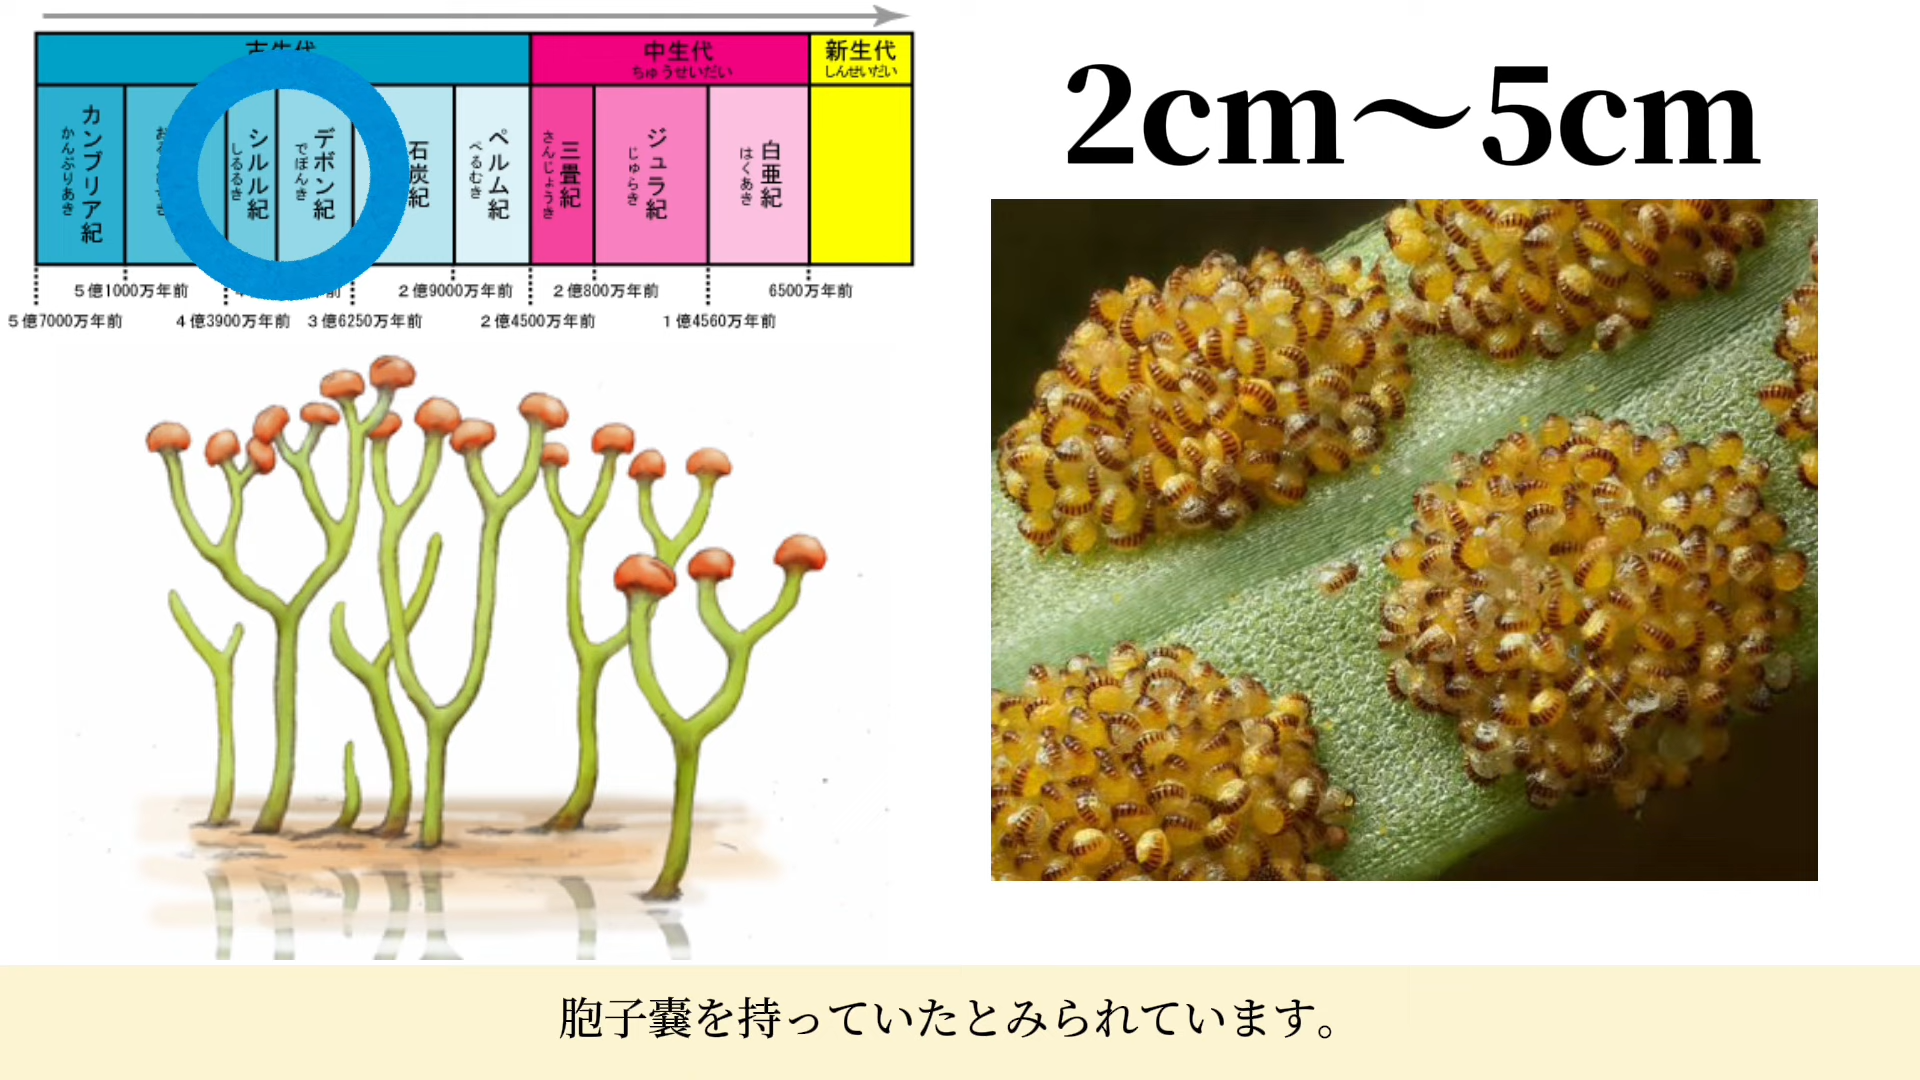 中生代
ちゅうせいだい
新生代
しんせいだい
カンブリア紀
かんぶりあき
シルル紀
しるるき
デボン紀
でぼんき
石炭紀
ペルム紀
ぺるむき
三畳紀
さんじょうき
ジュラ紀
じゅらき
白亜紀
はくあき
5億1000万年前
2億9000万年前
2億800万年前
6500万年前
5億7000万年前
4億3900万年前
3億6250万年前
2億4500万年前
1億4560万年前
2cm～5cm
胞子嚢を持っていたとみられています。